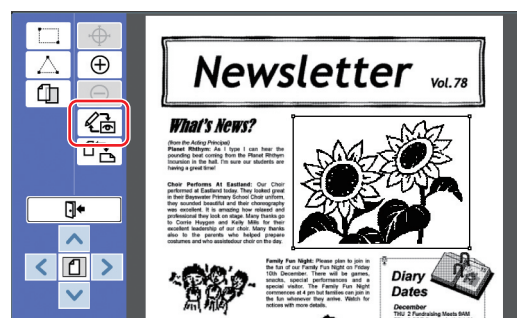 Newsletter Vol. 78
What's News?
(from the Acting Principal)
Planet Rhthym: As I type I can hear the
pounding beat coming from the Planet Rhythym
incursion in the hall. I'm sure our students are
having a great time!
Choir Performs At Eastland: Our Choir
performed at Eastland today. They looked great
in their Bayswater Primary School Choir uniform,
they sounded beautiful and their choreography
was excellent. It is amazing how relaxed and
professional they look on stage. Many thanks go
to Corrie Huygen and Kelly Mills for their
excellent leadership of our choir. Many thanks
also to the parents who helped prepare
costumes and who assistedour choir on the day.
Family Fun Night: Please plan to join in
the fun of our Family Fun Night on Friday
10th December. There will be games,
snacks, special performances and a
special visitor. The Family Fun Night
commences at 4 pm but families can join in
the fun whenever they arrive. Watch for
notices with more details.
Diary
Dates
December
THU 2 Fundraising Meets 9AM